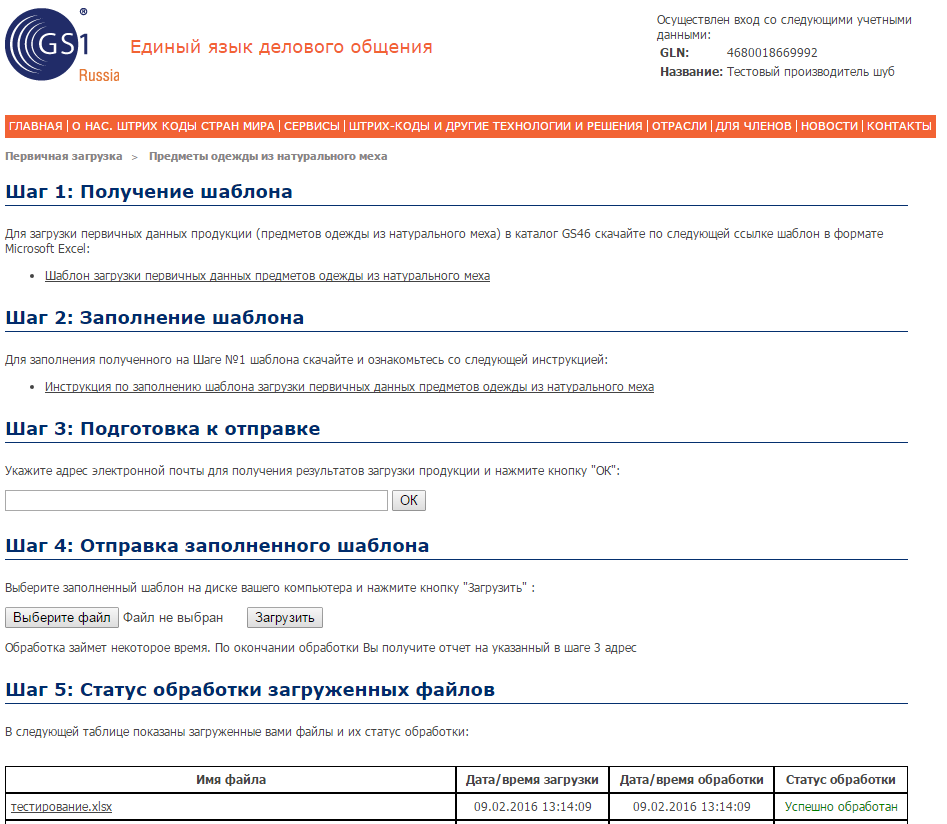 GS1 ®
Russia
Единый язык делового общения
Осуществлен вход со следующими учетными
данными:
GLN: 4680018669992
Название: Тестовый производитель шуб
ГЛАВНАЯ | О НАС. ШТРИХ КОДЫ СТРАН МИРА | СЕРВИСЫ | ШТРИХ-КОДЫ И ДРУГИЕ ТЕХНОЛОГИИ И РЕШЕНИЯ | ОТРАСЛИ | ДЛЯ ЧЛЕНОВ | НОВОСТИ | КОНТАКТЫ
Первичная загрузка > Предметы одежды из натурального меха
Шаг 1: Получение шаблона
Для загрузки первичных данных продукции (предметов одежды из натурального меха) в каталог GS46 скачайте по следующей ссылке шаблон в формате
Microsoft Excel:
• Шаблон загрузки первичных данных предметов одежды из натурального меха
Шаг 2: Заполнение шаблона
Для заполнения полученного на Шаге №1 шаблона скачайте и ознакомьтесь со следующей инструкцией:
• Инструкция по заполнению шаблона загрузки первичных данных предметов одежды из натурального меха
Шаг 3: Подготовка к отправке
Укажите адрес электронной почты для получения результатов загрузки продукции и нажмите кнопку "ОК":
ОК
Шаг 4: Отправка заполненного шаблона
Выберите заполненный шаблон на диске вашего компьютера и нажмите кнопку "Загрузить" :
Выберите файл Файл не выбран Загрузить
Обработка займет некоторое время. По окончании обработки Вы получите отчет на указанный в шаге 3 адрес
Шаг 5: Статус обработки загруженных файлов
В следующей таблице показаны загруженные вами файлы и их статус обработки:
Имя файла Дата/время загрузки Дата/время обработки Статус обработки
тестирование.xlsx 09.02.2016 13:14:09 09.02.2016 13:14:09 Успешно обработан